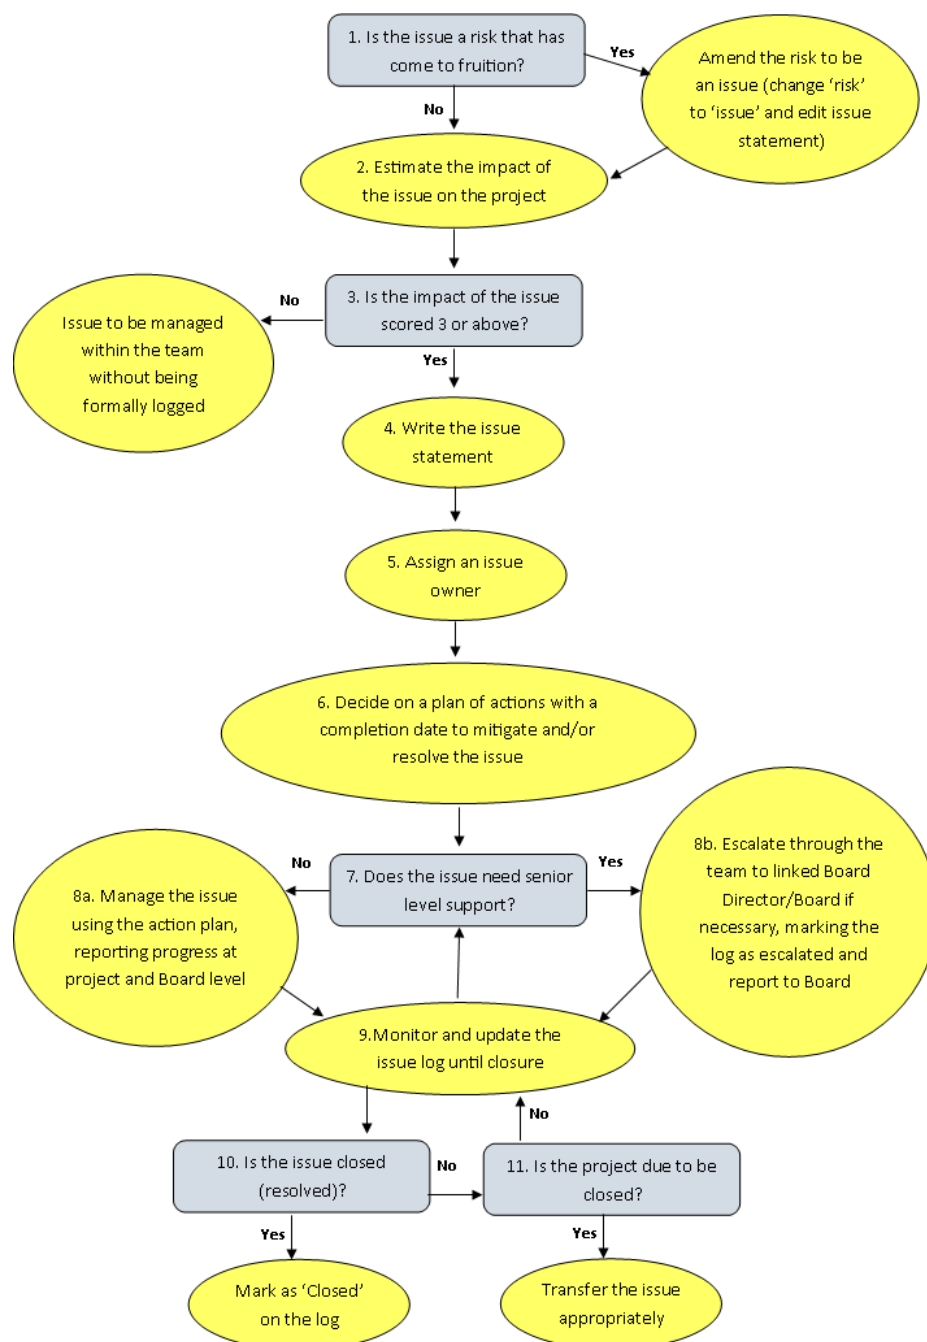 1. Is the issue a risk that has
come to fruition?
Yes
Amend the risk to be
an issue (change ‘risk’
to ‘issue’ and edit issue
statement)
No
2. Estimate the impact of
the issue on the project
3. Is the impact of the issue
scored 3 or above?
No
Issue to be managed
within the team
without being
formally logged
Yes
4. Write the issue
statement
5. Assign an issue
owner
6. Decide on a plan of actions with a
completion date to mitigate and/or
resolve the issue
7. Does the issue need senior
level support?
No
8a. Manage the issue
using the action plan,
reporting progress at
project and Board level
Yes
8b. Escalate through the
team to linked Board
Director/Board if
necessary, marking the
log as escalated and
report to Board
9.Monitor and update the
issue log until closure
10. Is the issue closed
(resolved)?
No
11. Is the project due to be
closed?
No
Yes
Mark as ‘Closed’
on the log
Yes
Transfer the issue
appropriately